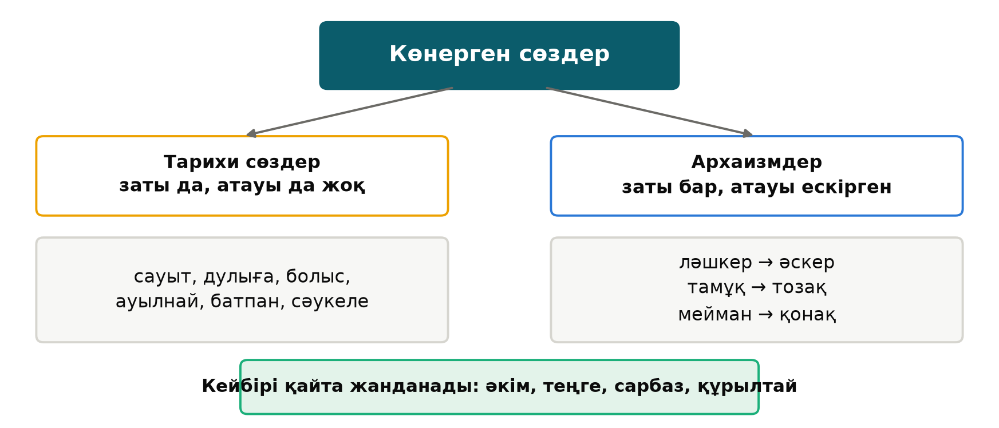 Көнерген сөздер
Тарихи сөздер
заты да, атауы да жоқ
Архаизмдер
заты бар, атауы ескірген
сауыт, дулыға, болыс,
ауылнай, батпан, сәукеле
ләшкер → әскер
тамұқ → тозақ
мейман → қонақ
Кейбірі қайта жанданады: әкім, теңге, сарбаз, құрылтай